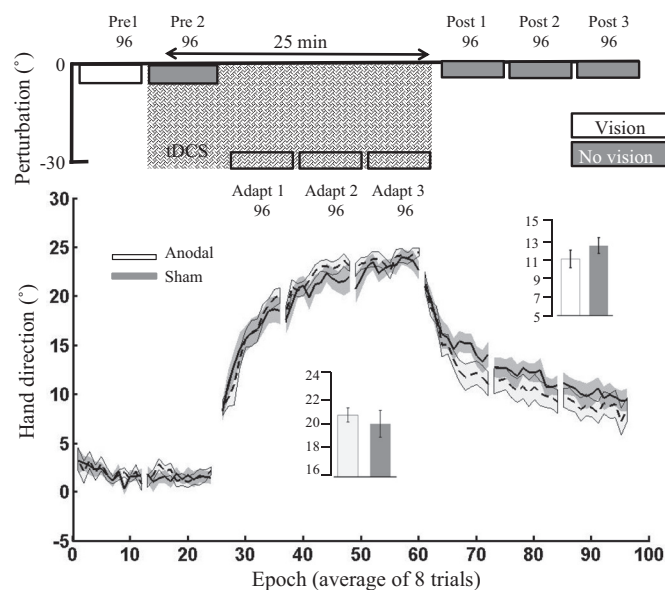 Pre1 Pre 2 Post 1 Post 2 Post 3
96 96 25 min 96 96 96
0
Perturbation (°)
-30
tDCS
Vision
No vision
Adapt 1 Adapt 2 Adapt 3
96 96 96
30
25
20
15
10
5
0
-5
Hand direction (°)
Anodal
Sham
15
13
11
9
7
5
24
22
20
18
16
0 10 20 30 40 50 60 70 80 90 100
Epoch (average of 8 trials)